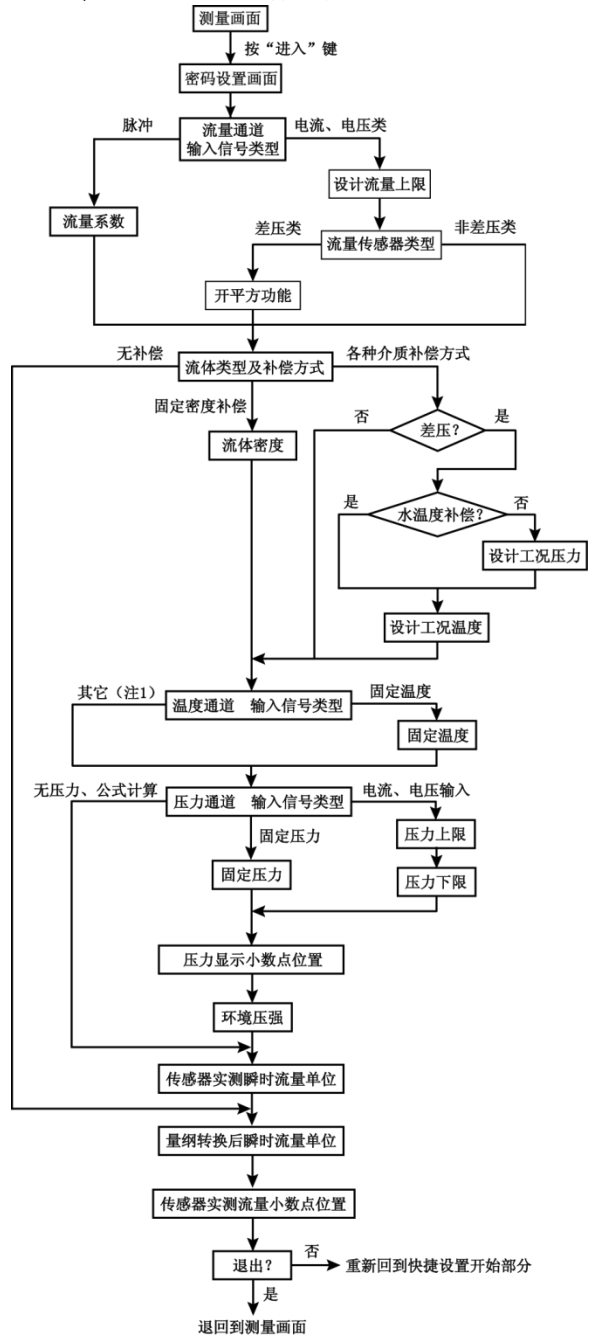 测量画面
按“进入”键
密码设置画面
脉冲
流量通道
输入信号类型
电流、电压类
设计流量上限
流量系数
差压类
流量传感器类型
非差压类
开平方功能
无补偿
流体类型及补偿方式
各种介质补偿方式
固定密度补偿
流体密度
否
差压?
是
是
水温度补偿?
否
设计工况压力
设计工况温度
其它（注1）
温度通道 输入信号类型
固定温度
固定温度
无压力、公式计算
压力通道 输入信号类型
电流、电压输入
固定压力
压力上限
固定压力
压力下限
压力显示小数点位置
环境压强
传感器实测瞬时流量单位
量纲转换后瞬时流量单位
传感器实测流量小数点位置
退出?
否
重新回到快捷设置开始部分
是
退回到测量画面